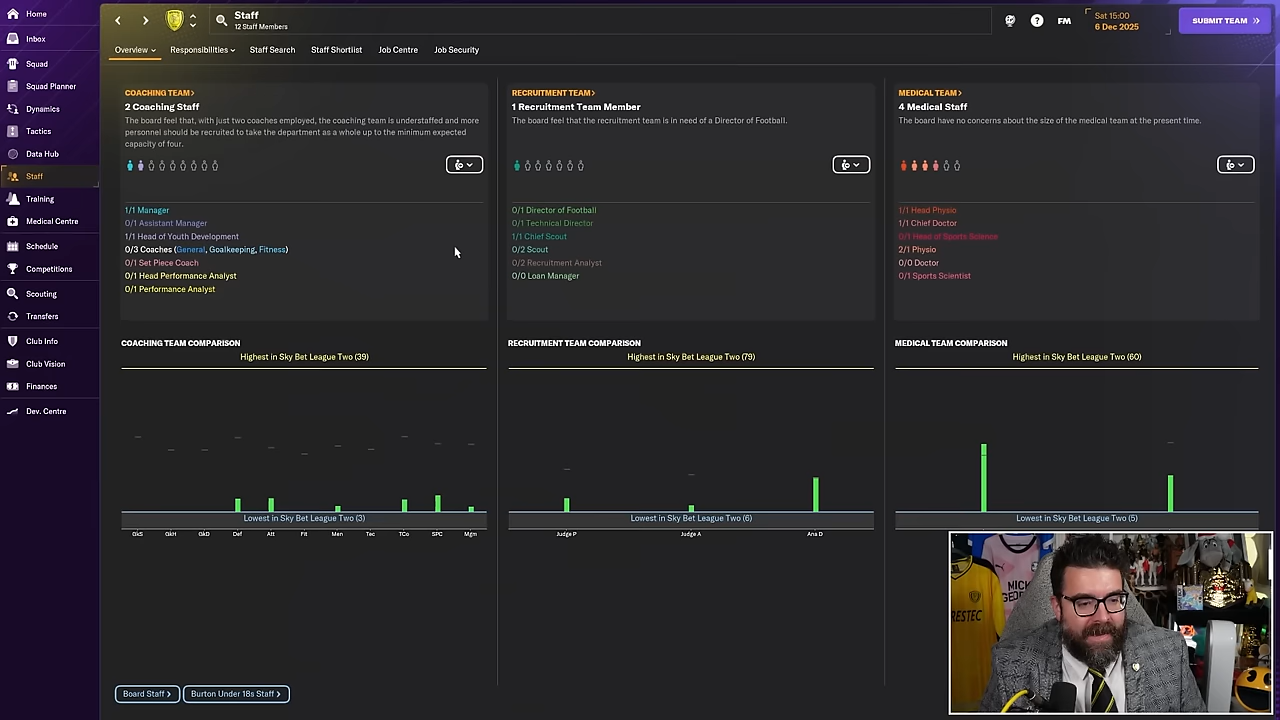 Home
Inbox
Squad
Squad Planner
Dynamics
Tactics
Data Hub
Staff
Training
Medical Centre
Schedule
Competitions
Scouting
Transfers
Club Info
Club Vision
Finances
Dev. Centre
Staff
12 Staff Members
FM
Sat 15:00
6 Dec 2025
SUBMIT TEAM
Overview
Responsibilities
Staff Search
Staff Shortlist
Job Centre
Job Security
COACHING TEAM>
2 Coaching Staff
The board feel that, with just two coaches employed, the coaching team is understaffed and more
personnel should be recruited to take the department as a whole up to the minimum expected
capacity of four.
1/1 Manager
0/1 Assistant Manager
1/1 Head of Youth Development
0/3 Coaches (General, Goalkeeping, Fitness)
0/1 Set Piece Coach
0/1 Head Performance Analyst
0/1 Performance Analyst
RECRUITMENT TEAM>
1 Recruitment Team Member
The board feel that the recruitment team is in need of a Director of Football.
0/1 Director of Football
0/1 Technical Director
1/1 Chief Scout
0/2 Scout
0/2 Recruitment Analyst
0/0 Loan Manager
MEDICAL TEAM>
4 Medical Staff
The board have no concerns about the size of the medical team at the present time.
1/1 Head Physio
1/1 Chief Doctor
0/1 Head of Sports Science
2/1 Physio
0/0 Doctor
0/1 Sports Scientist
COACHING TEAM COMPARISON
Highest in Sky Bet League Two (39)
Lowest in Sky Bet League Two (3)
GkS GkH GkD Def Att Fit Men Tec TCo SPC Mgm
RECRUITMENT TEAM COMPARISON
Highest in Sky Bet League Two (79)
Lowest in Sky Bet League Two (6)
Judge P Judge A Ana D
MEDICAL TEAM COMPARISON
Highest in Sky Bet League Two (60)
Lowest in Sky Bet League Two (5)
Board Staff >
Burton Under 18s Staff >
RESTEC
MICK